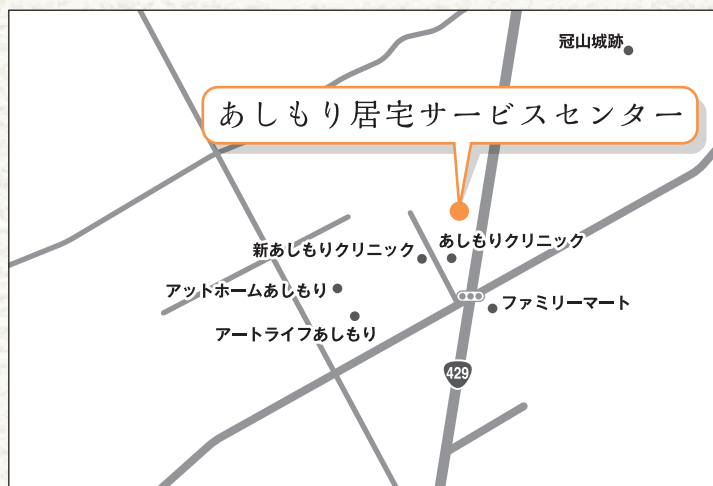 冠山城跡
あしもり居宅サービスセンター
あしもりクリニック
新あしもりクリニック
アットホームあしもり
ファミリーマート
アートライフあしもり
429